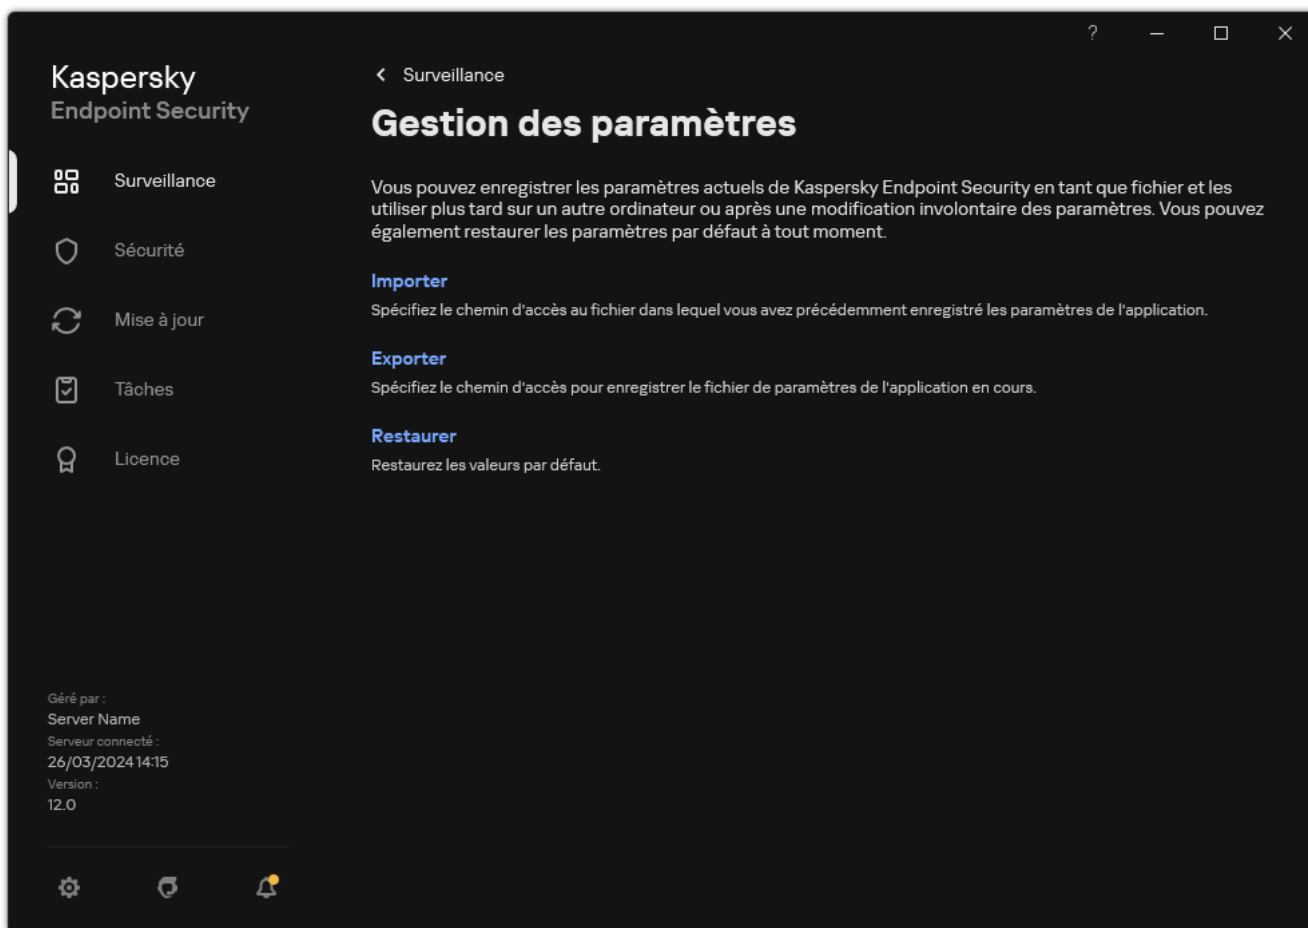 ?
Kaspersky
Endpoint Security
Surveillance
Sécurité
Mise à jour
Tâches
Licence
Géré par :
Server Name
Serveur connecté :
26/03/2024 14:15
Version :
12.0
Surveillance
Gestion des paramètres
Vous pouvez enregistrer les paramètres actuels de Kaspersky Endpoint Security en tant que fichier et les
utiliser plus tard sur un autre ordinateur ou après une modification involontaire des paramètres. Vous pouvez
également restaurer les paramètres par défaut à tout moment.
Importer
Spécifiez le chemin d'accès au fichier dans lequel vous avez précédemment enregistré les paramètres de l'application.
Exporter
Spécifiez le chemin d'accès pour enregistrer le fichier de paramètres de l'application en cours.
Restaurer
Restaurez les valeurs par défaut.